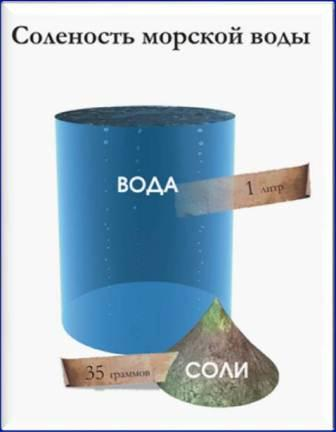 Соленость морской воды
ВОДА
1 литр
35 граммов
СОЛИ